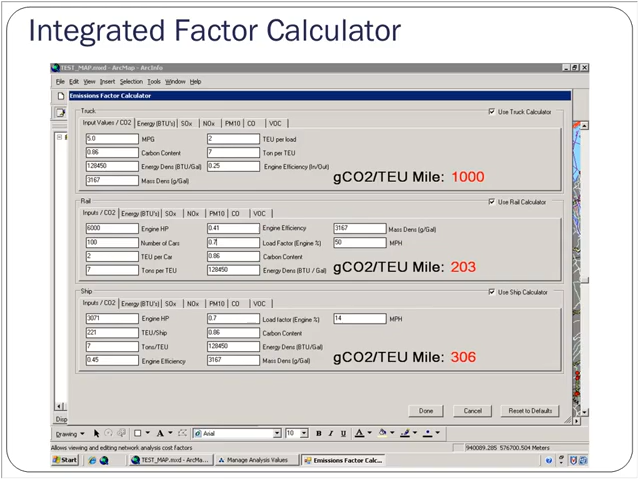 Integrated Factor Calculator
TEST_MAP.mxd - ArcMap - ArcInfo
File Edit View Insert Selection Tools Window Help
Emissions Factor Calculator
Truck
Use Truck Calculator
Input Values / CO2 Energy (BTU's) SOx NOx PM10 CO VOC
5.0 MPG 2 TEU per load
0.86 Carbon Content 7 Ton per TEU
128450 Energy Dens (BTU/Gal) 0.25 Engine Efficiency (In/Out)
3167 Mass Dens (g/Gal)
gCO2/TEU Mile: 1000
Rail
Use Rail Calculator
Inputs / CO2 Energy (BTU's) SOx NOx PM10 CO VOC
6000 Engine HP 0.41 Engine Efficiency 3167 Mass Dens (g/Gal)
100 Number of Cars 0.7 Load Factor (Engine %) 50 MPH
2 TEU per Car 0.86 Carbon Content
7 Tons per TEU 128450 Energy Dens (BTU / Gal)
gCO2/TEU Mile: 203
Ship
Use Ship Calculator
Inputs / CO2 Energy (BTU's) SOx NOx PM10 CO VOC
3071 Engine HP 0.7 Load factor (Engine %) 14 MPH
221 TEU/Ship 0.86 Carbon Content
7 Tons/TEU 128450 Energy Dens (BTU/Gal)
0.45 Engine Efficiency 3167 Mass Dens (g/Gal)
gCO2/TEU Mile: 306
Done Cancel Reset to Defaults
Disp
Drawing A Arial 10 B I U A
Allows viewing and editing network analysis cost factors 940089.285 576700.504 Meters
Start TEST_MAP.mxd - ArcMa... Manage Analysis Values Emissions Factor Calc...